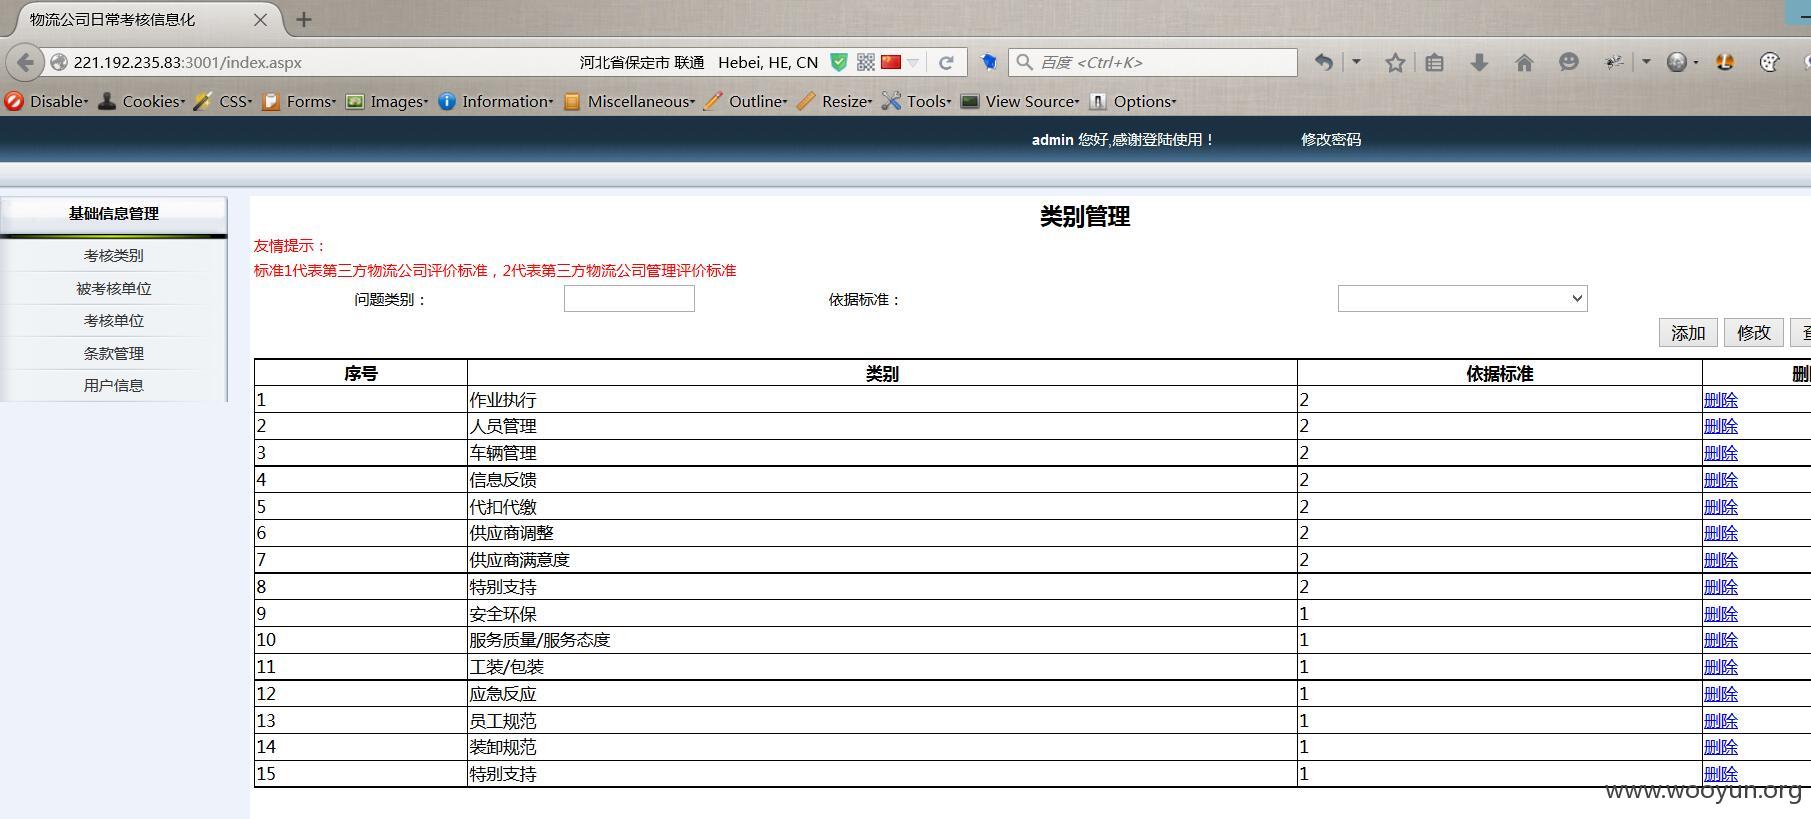 物流公司日常考核信息化
221.192.235.83:3001/index.aspx 河北省保定市 联通 Hebei, HE, CN 百度 <Ctrl+K>
Disable Cookies CSS Forms Images Information Miscellaneous Outline Resize Tools View Source Options
admin 您好,感谢登陆使用！ 修改密码
基础信息管理
考核类别
被考核单位
考核单位
条款管理
用户信息
类别管理
友情提示：
标准1代表第三方物流公司评价标准，2代表第三方物流公司管理评价标准
问题类别： 依据标准：
添加 修改
序号 类别 依据标准
1 作业执行 2 删除
2 人员管理 2 删除
3 车辆管理 2 删除
4 信息反馈 2 删除
5 代扣代缴 2 删除
6 供应商调整 2 删除
7 供应商满意度 2 删除
8 特别支持 2 删除
9 安全环保 1 删除
10 服务质量/服务态度 1 删除
11 工装/包装 1 删除
12 应急反应 1 删除
13 员工规范 1 删除
14 装卸规范 1 删除
15 特别支持 1 删除
www.wooyun.org